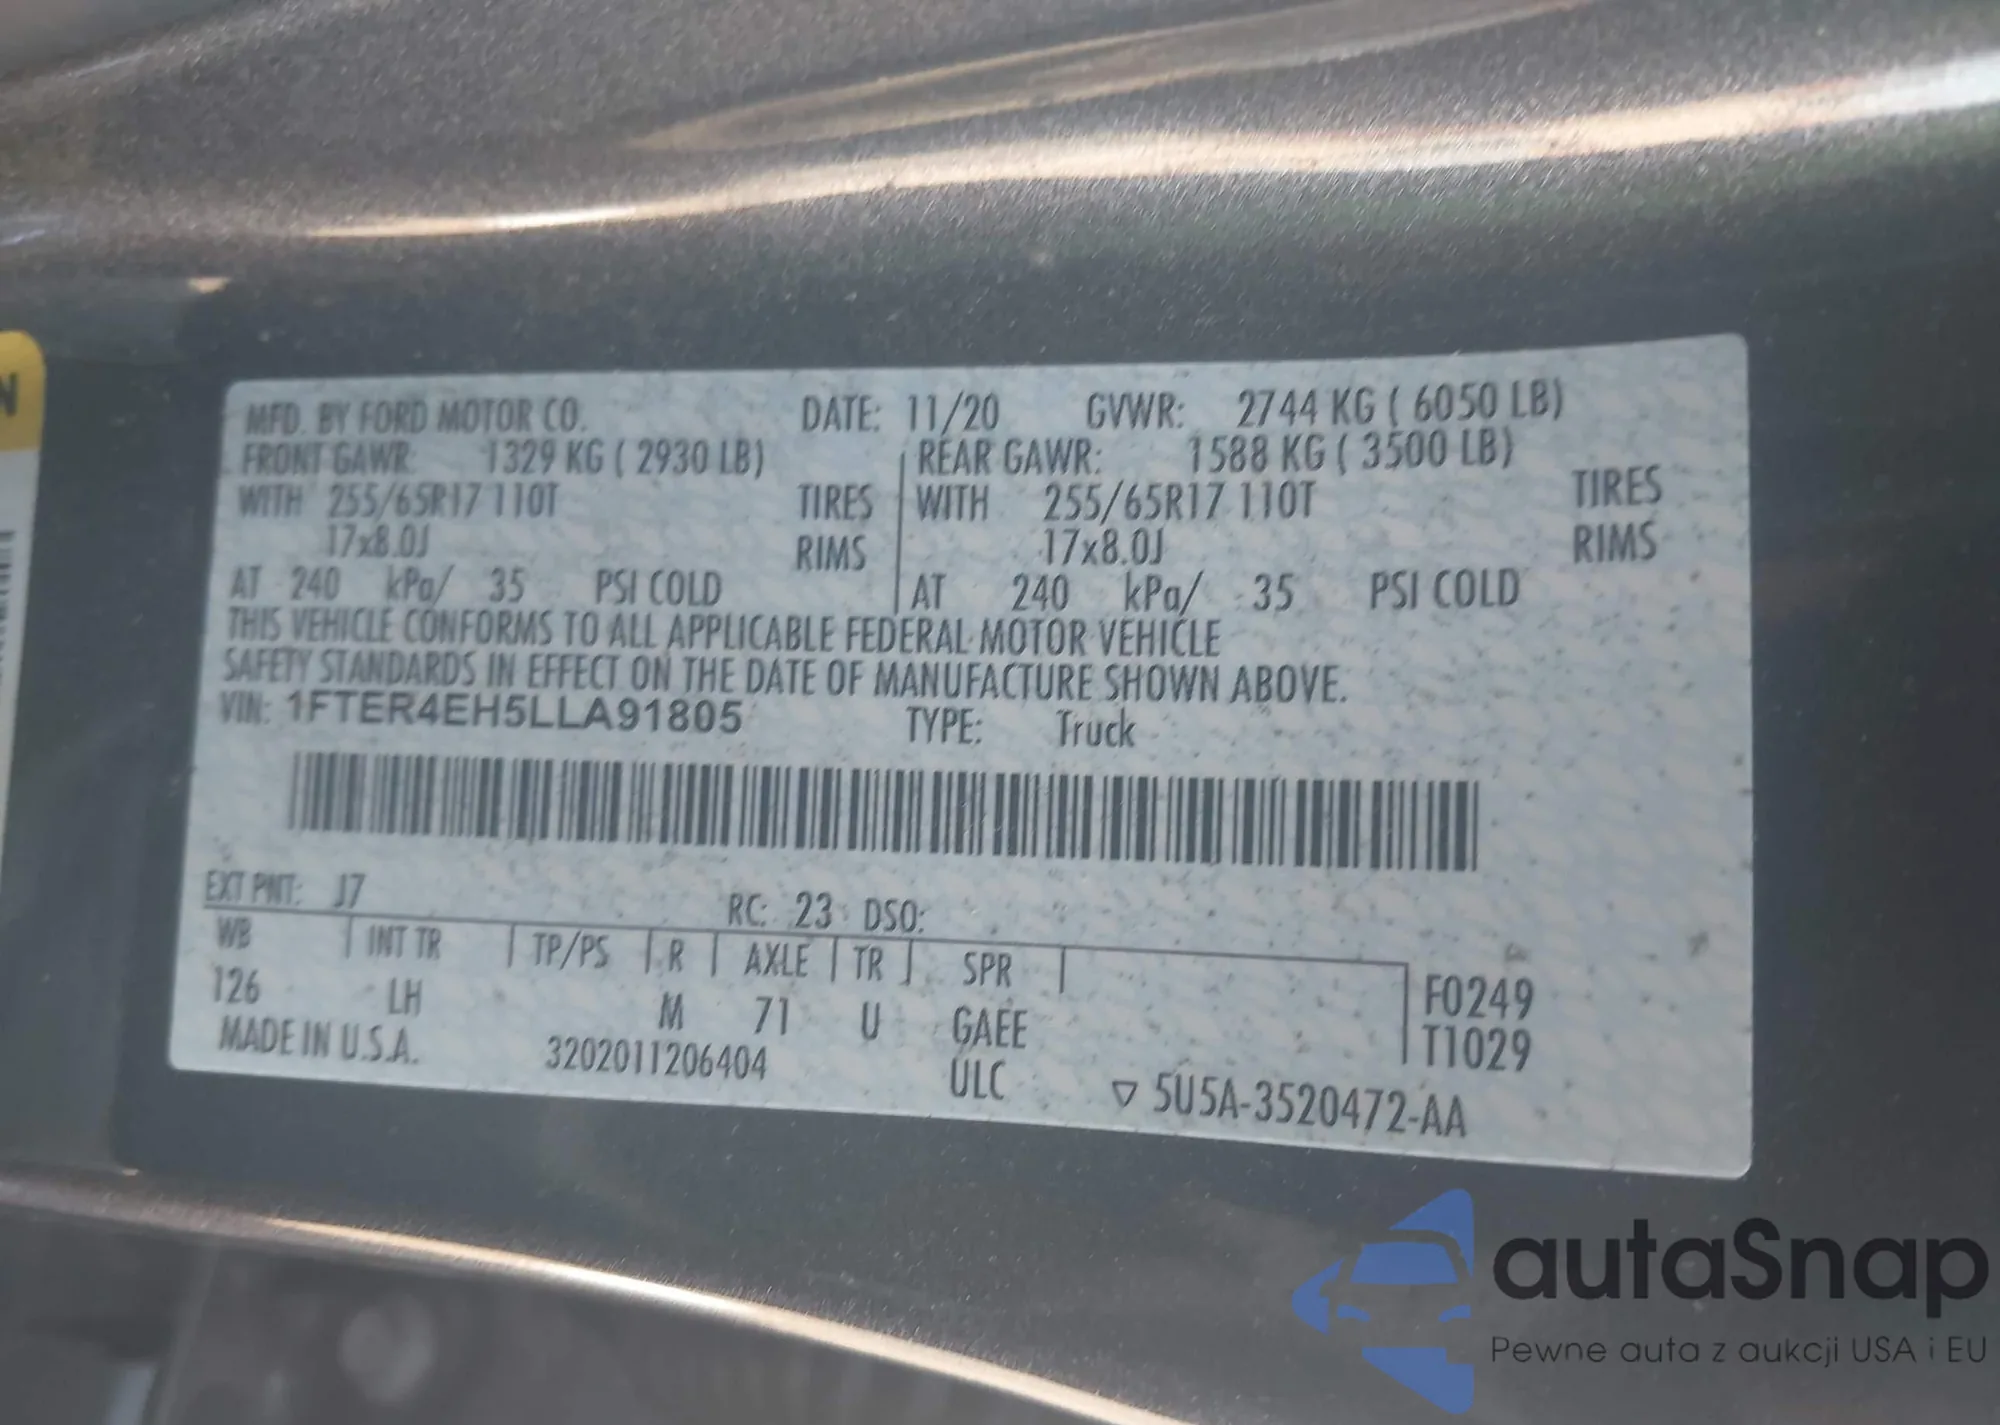 MFD. BY FORD MOTOR CO. DATE: 11/20 GVWR: 2744 KG ( 6050 LB)
FRONT GAWR: 1329 KG ( 2930 LB) REAR GAWR: 1588 KG ( 3500 LB)
WITH 255/65R17 110T TIRES WITH 255/65R17 110T TIRES
17x8.0J RIMS 17x8.0J RIMS
AT 240 kPa/ 35 PSI COLD AT 240 kPa/ 35 PSI COLD
THIS VEHICLE CONFORMS TO ALL APPLICABLE FEDERAL MOTOR VEHICLE
SAFETY STANDARDS IN EFFECT ON THE DATE OF MANUFACTURE SHOWN ABOVE.
VIN: 1FTER4EH5LLA91805 TYPE: Truck
EXT PNT: J7 RC: 23 DSO:
WB INT TR TP/PS R AXLE TR SPR
126 LH M 71 U GAEE F0249
MADE IN U.S.A. 3202011206404 ULC T1029
▽ 5U5A-3520472-AA
autaSnap
Pewne auta z aukcji USA i EU